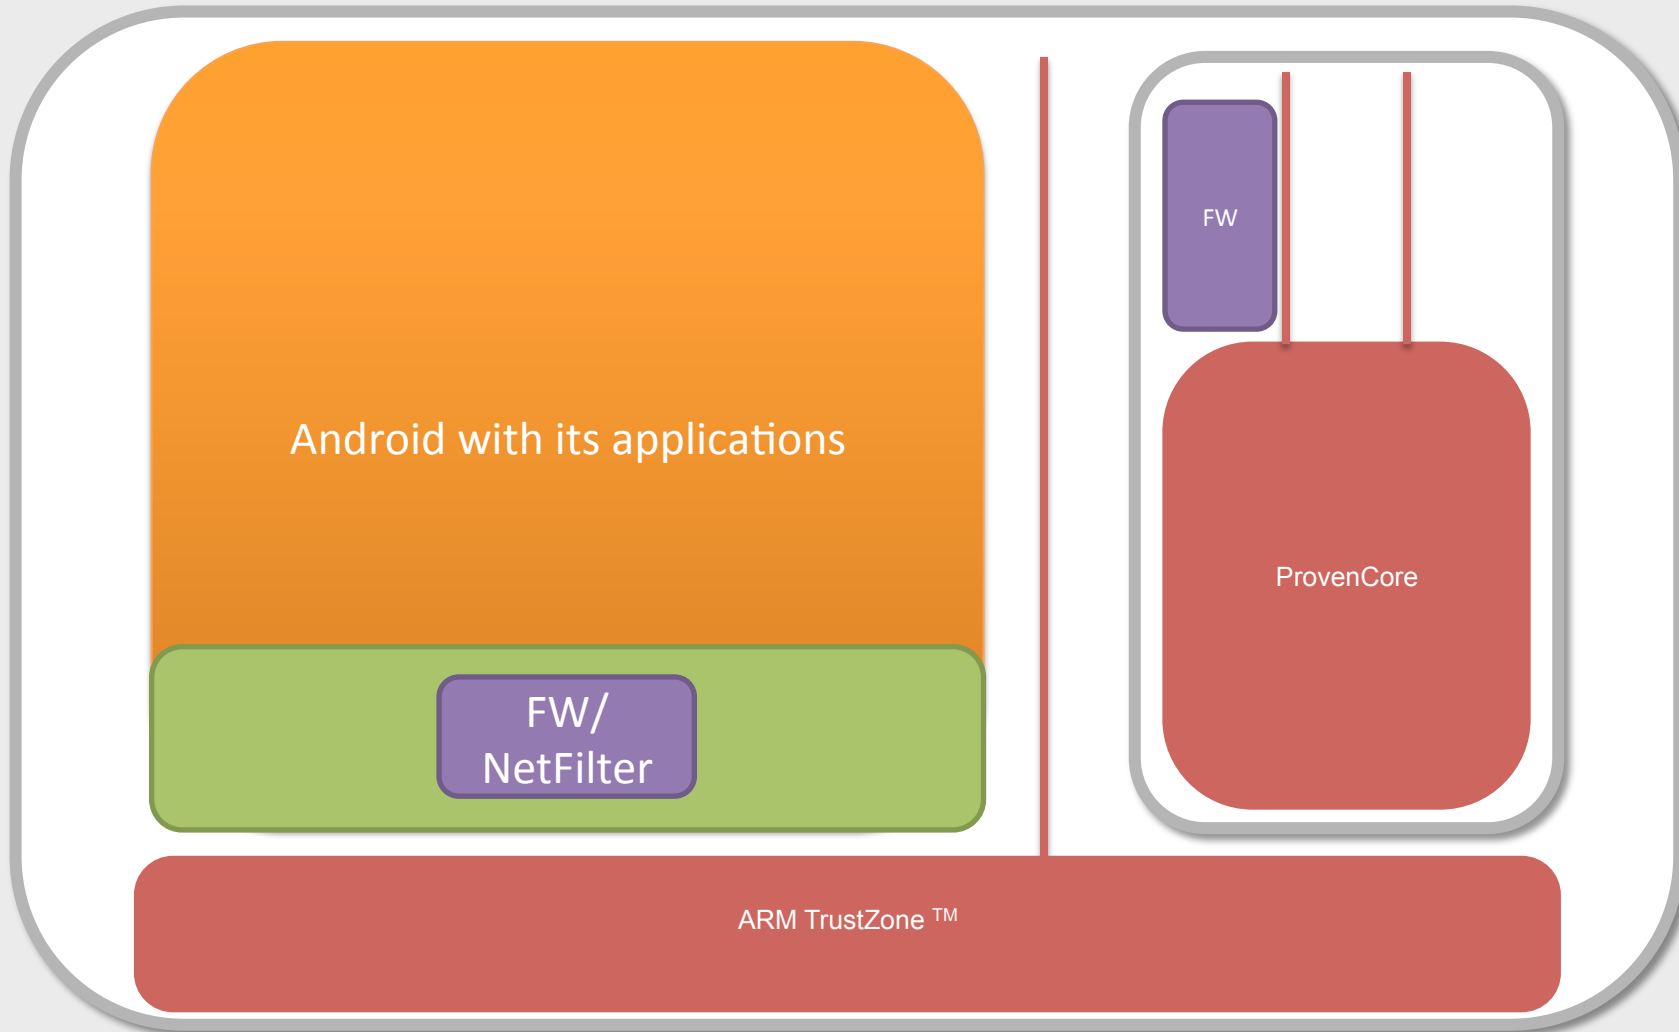 Android with its applications
FW/
NetFilter
FW
ProvenCore
ARM TrustZone TM